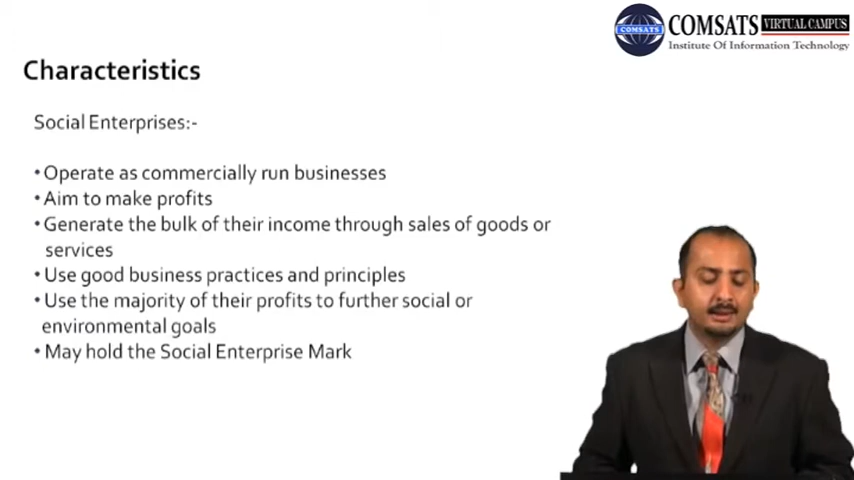 COMSATS VIRTUAL CAMPUS
COMSATS
Institute Of Information Technology
Characteristics
Social Enterprises:-
• Operate as commercially run businesses
• Aim to make profits
• Generate the bulk of their income through sales of goods or
services
• Use good business practices and principles
• Use the majority of their profits to further social or
environmental goals
• May hold the Social Enterprise Mark